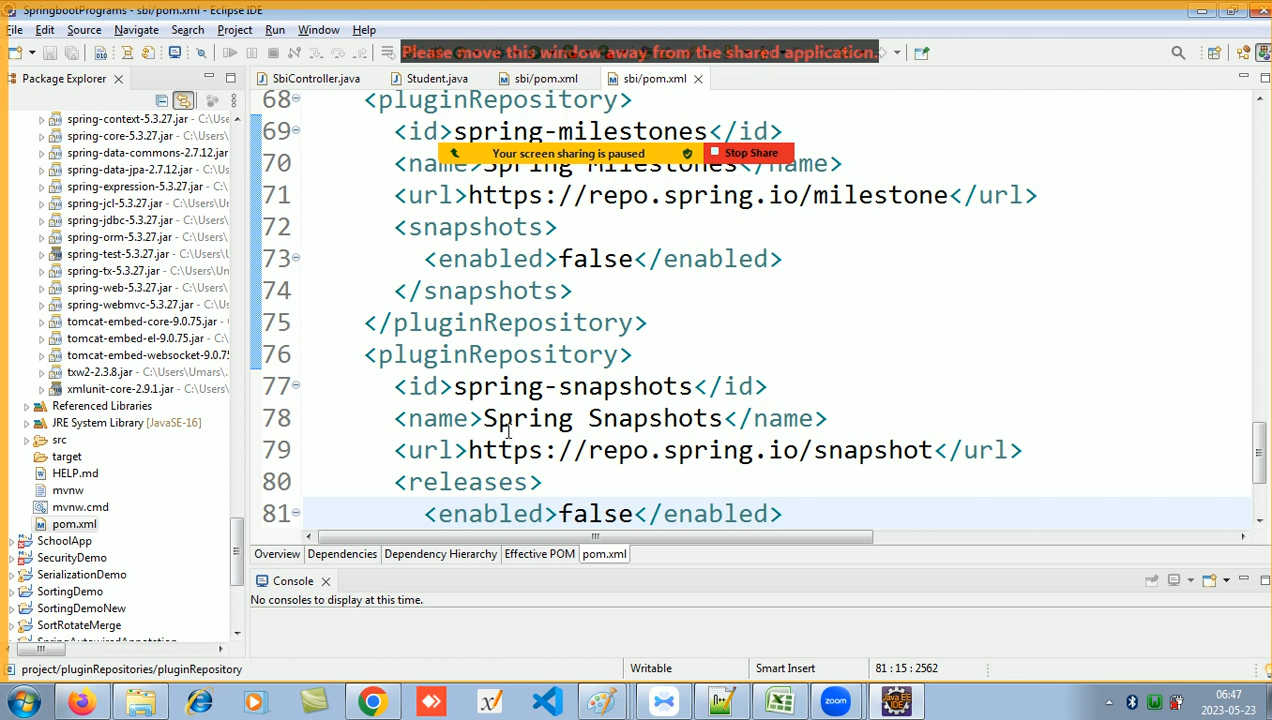 SpringbootPrograms - sbi/pom.xml - Eclipse IDE
File Edit Source Navigate Search Project Run Window Help
Please move this window away from the shared application.
Package Explorer
SbiController.java
Student.java
sbi/pom.xml
sbi/pom.xml
spring-context-5.3.27.jar - C:\Users\
spring-core-5.3.27.jar - C:\Users\
spring-data-commons-2.7.12.jar
spring-data-jpa-2.7.12.jar - C:\
spring-expression-5.3.27.jar -
spring-jcl-5.3.27.jar - C:\Users\
spring-jdbc-5.3.27.jar - C:\Users\
spring-orm-5.3.27.jar - C:\Users\
spring-test-5.3.27.jar - C:\Users\
spring-tx-5.3.27.jar - C:\Users\
spring-web-5.3.27.jar - C:\Users\
spring-webmvc-5.3.27.jar - C:\U
tomcat-embed-core-9.0.75.jar
tomcat-embed-el-9.0.75.jar
tomcat-embed-websocket-9.0.75
txw2-2.3.8.jar - C:\Users\Umars.
xmlunit-core-2.9.1.jar
Referenced Libraries
JRE System Library [JavaSE-16]
src
target
HELP.md
mvnw
mvnw.cmd
pom.xml
SchoolApp
SecurityDemo
SerializationDemo
SortingDemo
SortingDemoNew
SortRotateMerge
SpringAutowiredAnnotation
68 <pluginRepository>
69 <id>spring-milestones</id>
Your screen sharing is paused Stop Share
70 <name>Spring Milestones</name>
71 <url>https://repo.spring.io/milestone</url>
72 <snapshots>
73 <enabled>false</enabled>
74 </snapshots>
75 </pluginRepository>
76 <pluginRepository>
77 <id>spring-snapshots</id>
78 <name>Spring Snapshots</name>
79 <url>https://repo.spring.io/snapshot</url>
80 <releases>
81 <enabled>false</enabled>
Overview Dependencies Dependency Hierarchy Effective POM pom.xml
Console
No consoles to display at this time.
project/pluginRepositories/pluginRepository
Writable
Smart Insert
81 : 15 : 2562
zoom
Java EE
IDE
06:47
2023-05-23